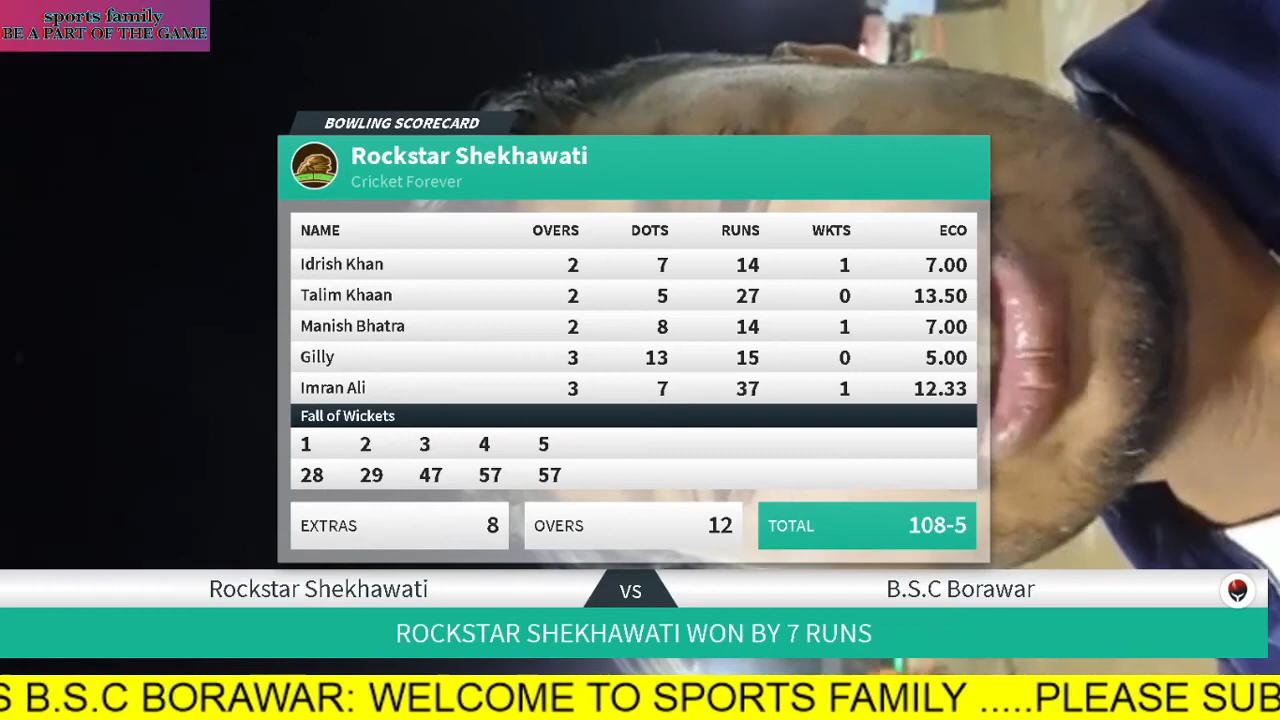 sports family
BE A PART OF THE GAME
BOWLING SCORECARD
Rockstar Shekhawati
Cricket Forever
NAME OVERS DOTS RUNS WKTS ECO
Idrish Khan 2 7 14 1 7.00
Talim Khaan 2 5 27 0 13.50
Manish Bhatra 2 8 14 1 7.00
Gilly 3 13 15 0 5.00
Imran Ali 3 7 37 1 12.33
Fall of Wickets
1 2 3 4 5
28 29 47 57 57
EXTRAS 8 OVERS 12 TOTAL 108-5
Rockstar Shekhawati VS B.S.C Borawar
ROCKSTAR SHEKHAWATI WON BY 7 RUNS
S B.S.C BORAWAR: WELCOME TO SPORTS FAMILY .....PLEASE SUB